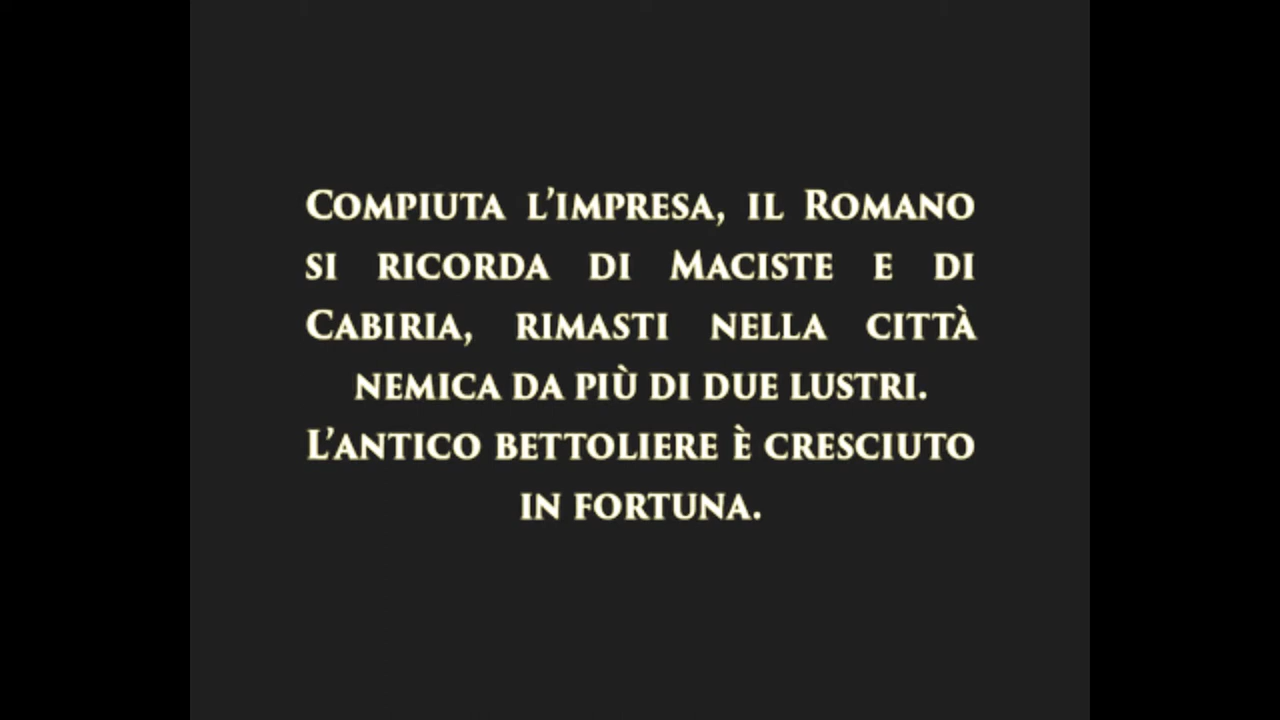 Compiuta l’impresa, il Romano
si ricorda di Maciste e di
Cabiria, rimasti nella città
nemica da più di due lustri.
L’antico bettoliere è cresciuto
in fortuna.